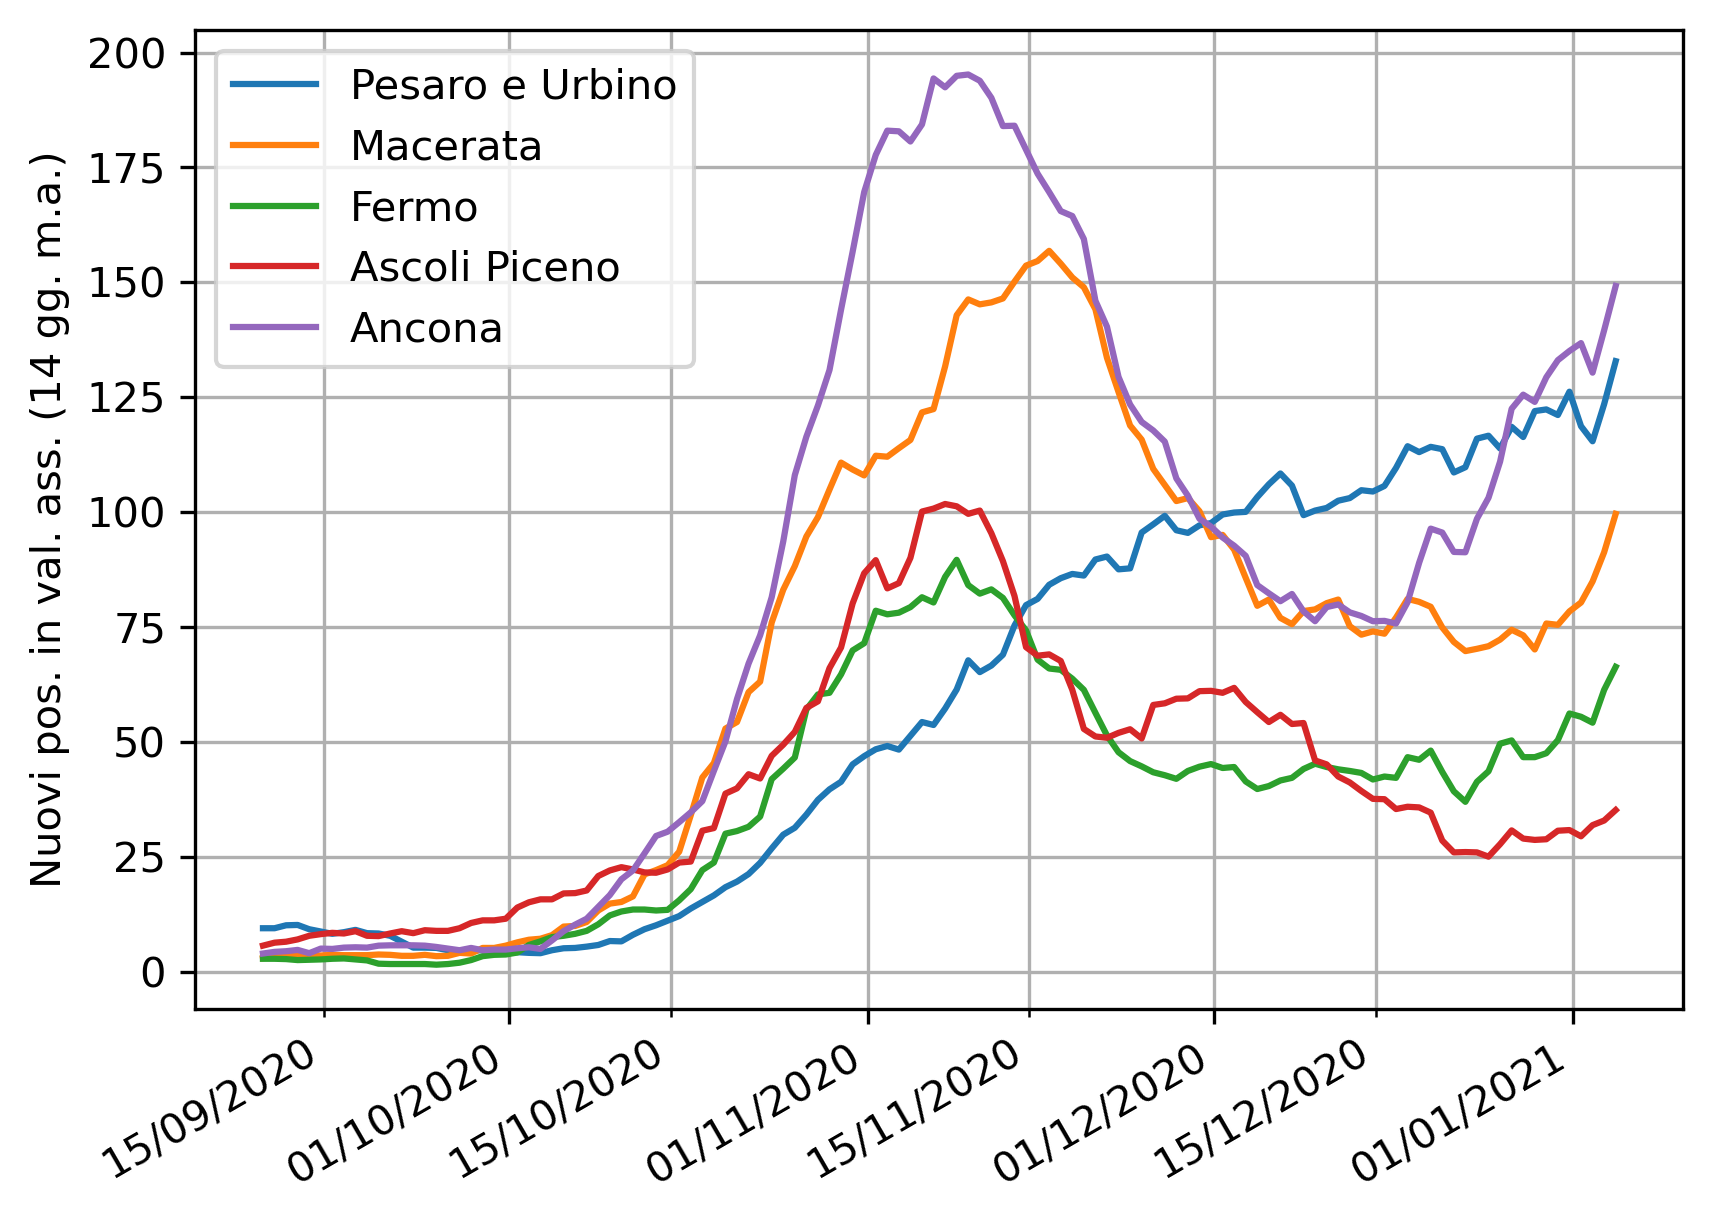 Nuovi pos. in val. ass. (14 gg. m.a.)
200
175
150
125
100
75
50
25
0
Pesaro e Urbino
Macerata
Fermo
Ascoli Piceno
Ancona
15/09/2020
01/10/2020
15/10/2020
01/11/2020
15/11/2020
01/12/2020
15/12/2020
01/01/2021